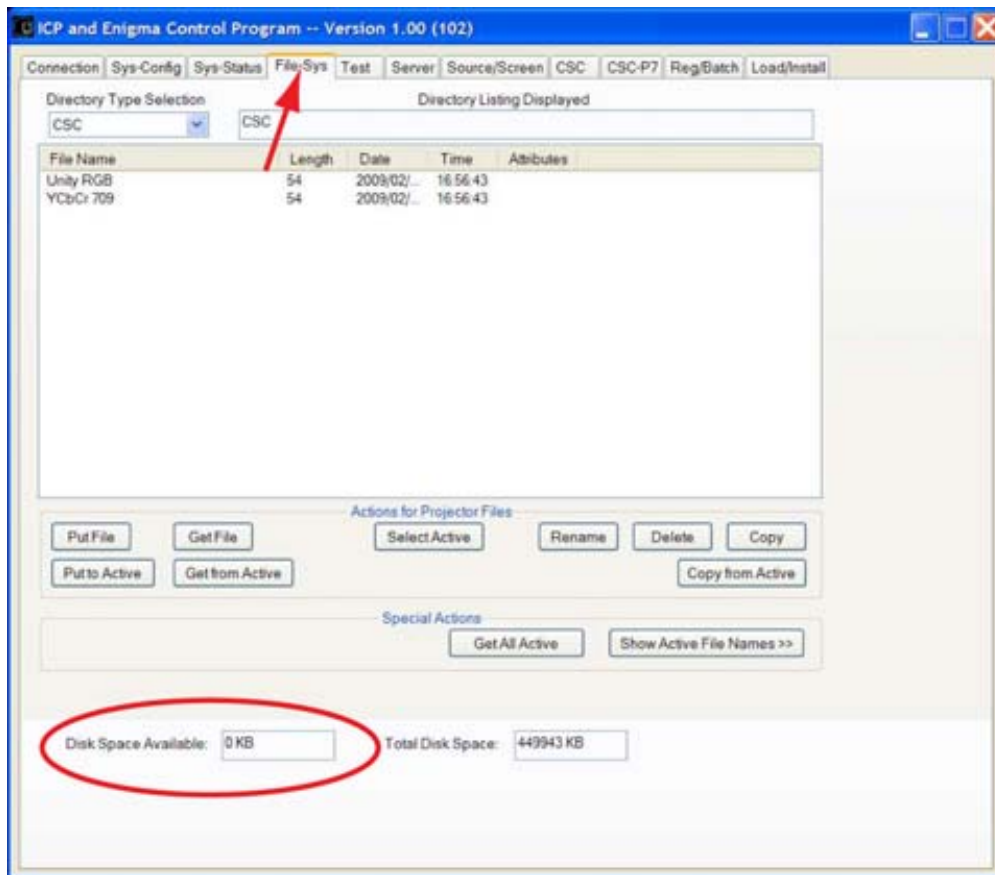 ICP and Enigma Control Program -- Version 1.00 (102)
Connection Sys-Config Sys-Status File-Sys Test Server Source/Screen CSC CSC-P7 Reg/Batch Load/Install
Directory Type Selection Directory Listing Displayed
CSC CSC
File Name Length Date Time Attributes
Unity RGB 54 2009/02/... 16:56:43
YCbCr 709 54 2009/02/... 16:56:43
Actions for Projector Files
Put File Get File Select Active Rename Delete Copy
Put to Active Get from Active Copy from Active
Special Actions
Get All Active Show Active File Names >>
Disk Space Available: 0 KB Total Disk Space: 449943 KB